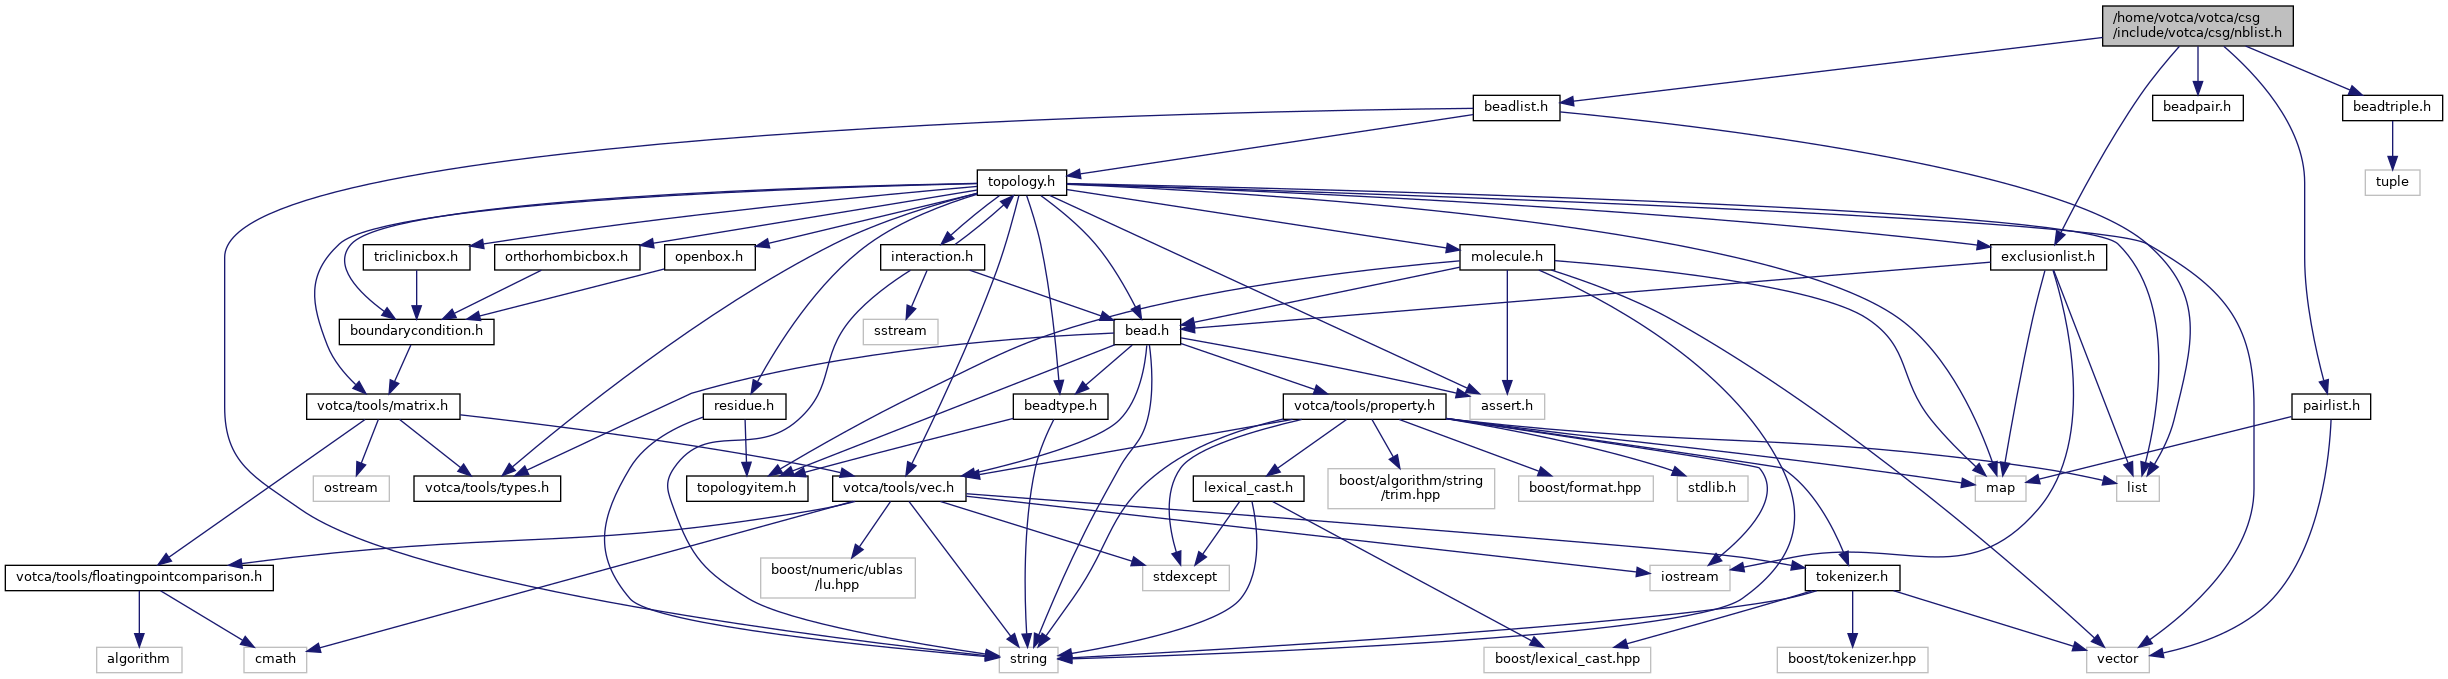 /home/votca/votca/csg
/include/votca/csg/nblist.h
beadlist.h
beadpair.h
beadtriple.h
topology.h
tuple
triclinicbox.h
orthorhombicbox.h
openbox.h
interaction.h
molecule.h
exclusionlist.h
boundarycondition.h
sstream
bead.h
votca/tools/matrix.h
residue.h
beadtype.h
votca/tools/property.h
assert.h
pairlist.h
ostream
votca/tools/types.h
topologyitem.h
votca/tools/vec.h
lexical_cast.h
boost/algorithm/string
/trim.hpp
boost/format.hpp
stdlib.h
map
list
votca/tools/floatingpointcomparison.h
boost/numeric/ublas
/lu.hpp
stdexcept
iostream
tokenizer.h
algorithm
cmath
string
boost/lexical_cast.hpp
boost/tokenizer.hpp
vector